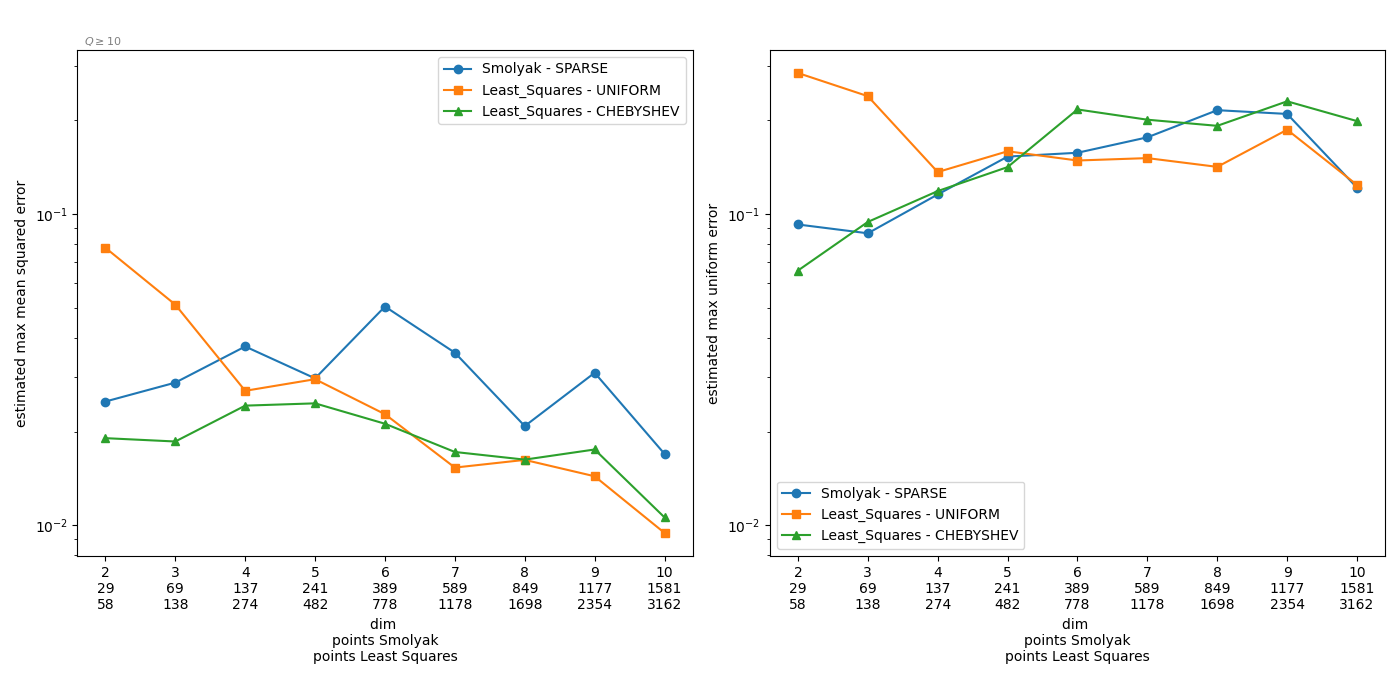 Q ≥ 10
estimated max mean squared error
10⁻¹
10⁻²
Smolyak - SPARSE
Least_Squares - UNIFORM
Least_Squares - CHEBYSHEV
2 3 4 5 6 7 8 9 10
29 69 137 241 389 589 849 1177 1581
58 138 274 482 778 1178 1698 2354 3162
dim
points Smolyak
points Least Squares
estimated max uniform error
10⁻¹
10⁻²
Smolyak - SPARSE
Least_Squares - UNIFORM
Least_Squares - CHEBYSHEV
2 3 4 5 6 7 8 9 10
29 69 137 241 389 589 849 1177 1581
58 138 274 482 778 1178 1698 2354 3162
dim
points Smolyak
points Least Squares